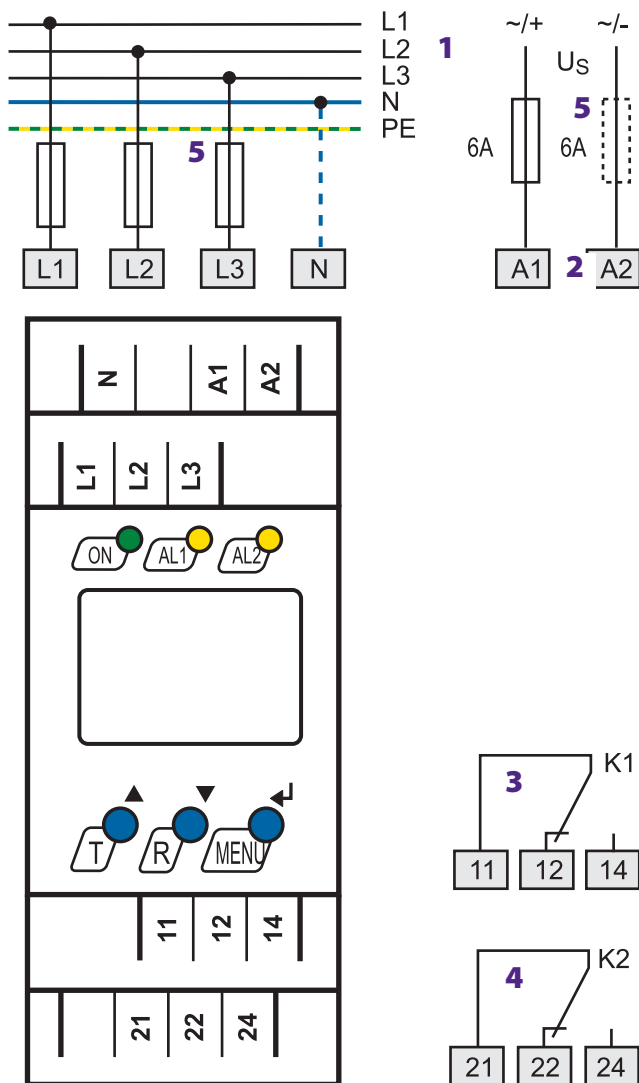 L1
L2 1
L3
N
PE
~/+ ~/-
U_S
5 6A 6A 5
L1 L2 L3 N A1 2 A2
N A1 A2
L1 L2 L3
ON AL1 AL2
▲ ▼ ↵
T R MENU
3 K1
11 12 14
11 12 14
K2
4
21 22 24
21 22 24